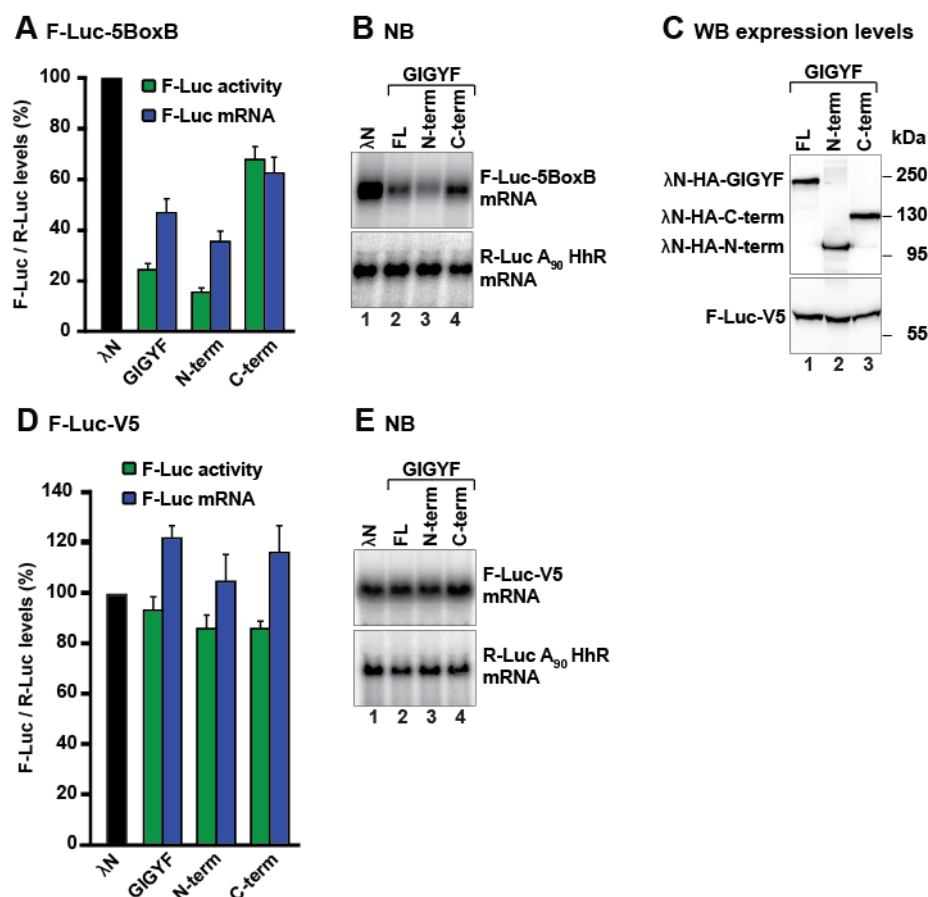 A F-Luc-5BoxB
F-Luc activity
F-Luc mRNA
F-Luc / R-Luc levels (%)
100
80
60
40
20
0
λN
GIGYF
N-term
C-term
B NB
GIGYF
λN
FL
N-term
C-term
F-Luc-5BoxB
mRNA
R-Luc A90 HhR
mRNA
1 2 3 4
C WB expression levels
GIGYF
FL
N-term
C-term
kDa
λN-HA-GIGYF
250
λN-HA-C-term
130
λN-HA-N-term
95
F-Luc-V5
55
1 2 3
D F-Luc-V5
F-Luc activity
F-Luc mRNA
F-Luc / R-Luc levels (%)
140
120
100
80
60
40
20
0
λN
GIGYF
N-term
C-term
E NB
GIGYF
λN
FL
N-term
C-term
F-Luc-V5
mRNA
R-Luc A90 HhR
mRNA
1 2 3 4